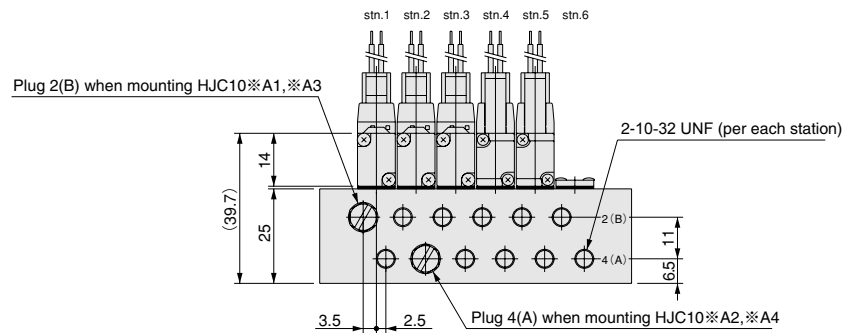 stn.1 stn.2 stn.3 stn.4 stn.5 stn.6
Plug 2(B) when mounting HJC10※A1,※A3
2-10-32 UNF (per each station)
14
(39.7)
25
2(B)
4(A)
11
6.5
3.5
2.5
Plug 4(A) when mounting HJC10※A2,※A4